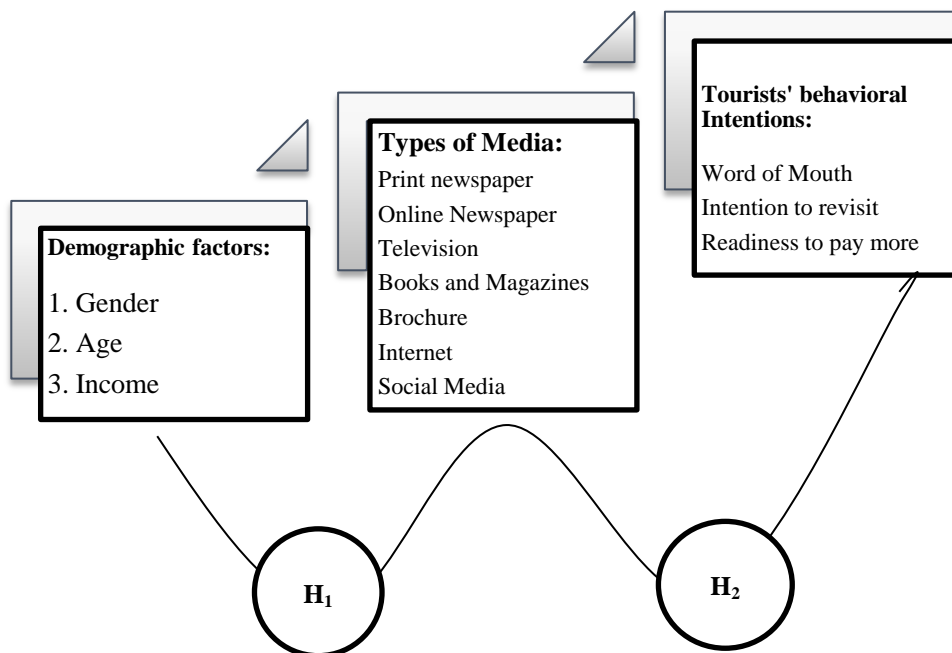 Demographic factors:
1. Gender
2. Age
3. Income
Types of Media:
Print newspaper
Online Newspaper
Television
Books and Magazines
Brochure
Internet
Social Media
Tourists' behavioral
Intentions:
Word of Mouth
Intention to revisit
Readiness to pay more
H₁
H₂